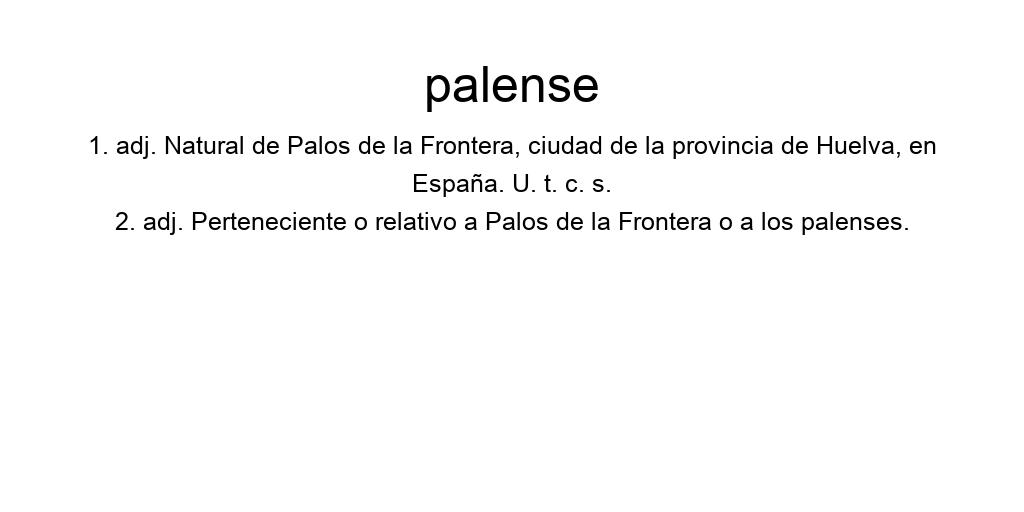 palense
1. adj. Natural de Palos de la Frontera, ciudad de la provincia de Huelva, en
España. U. t. c. s.
2. adj. Perteneciente o relativo a Palos de la Frontera o a los palenses.